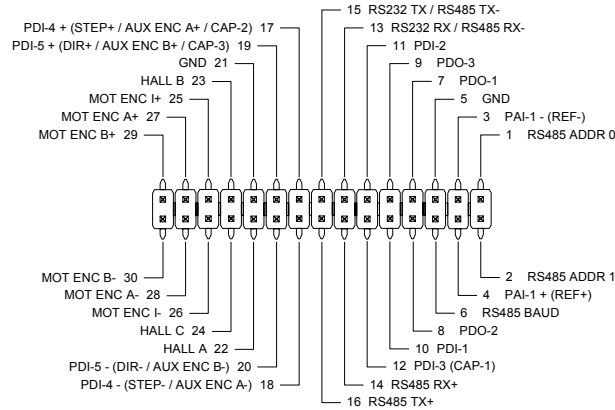 15 RS232 TX / RS485 TX-
PDI-4 + (STEP+ / AUX ENC A+ / CAP-2) 17
13 RS232 RX / RS485 RX-
PDI-5 + (DIR+ / AUX ENC B+ / CAP-3) 19
11 PDI-2
GND 21
9 PDO-3
HALL B 23
7 PDO-1
MOT ENC I+ 25
5 GND
MOT ENC A+ 27
3 PAI-1 - (REF-)
MOT ENC B+ 29
1 RS485 ADDR 0
MOT ENC B- 30
2 RS485 ADDR 1
MOT ENC A- 28
4 PAI-1 + (REF+)
MOT ENC I- 26
6 RS485 BAUD
HALL C 24
8 PDO-2
HALL A 22
10 PDI-1
PDI-5 - (DIR- / AUX ENC B-) 20
12 PDI-3 (CAP-1)
PDI-4 - (STEP- / AUX ENC A-) 18
14 RS485 RX+
16 RS485 TX+